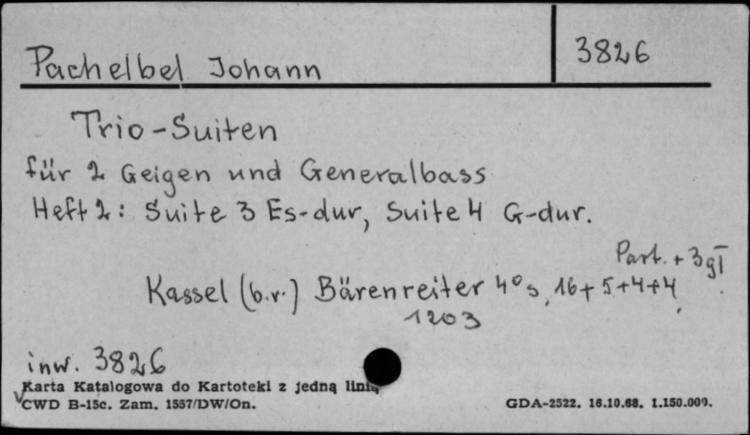 Pachelbel Johann 3826
Trio-Suiten
für 2 Geigen und Generalbass
Heft 2: Suite 3 Es-dur, Suite 4 G-dur.
Part. + 3 gł.
Kassel (b.r.) Bärenreiter 4° s. 16+5+4+4,
1203
inw. 3826
Karta Katalogowa do Kartoteki z jedną linią
CWD B-15c. Zam. 1557/DW/On. GDA-2522. 16.10.68. 1.150.000.